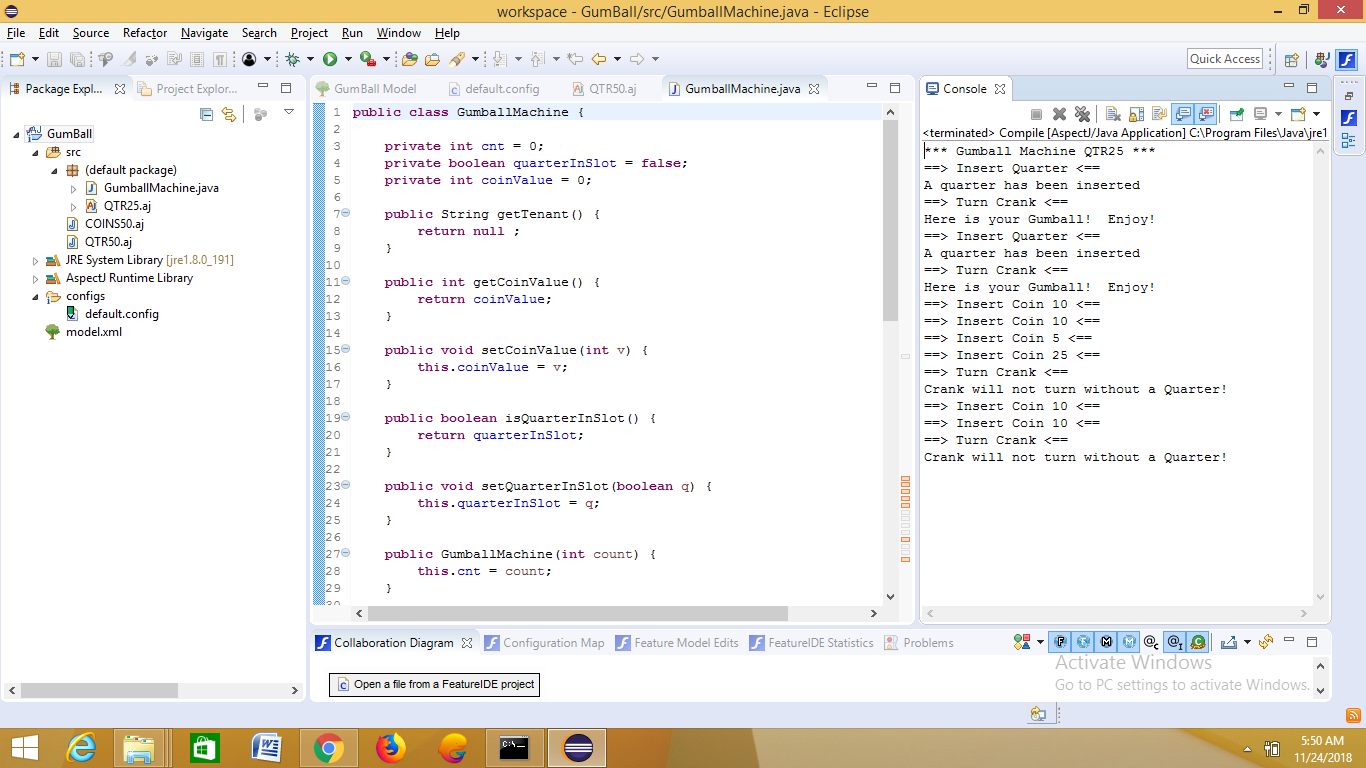 workspace - GumBall/src/GumballMachine.java - Eclipse
File Edit Source Refactor Navigate Search Project Run Window Help
Quick Access
Package Expl... Project Explor...
GumBall
src
(default package)
GumballMachine.java
QTR25.aj
COINS50.aj
QTR50.aj
JRE System Library [jre1.8.0_191]
AspectJ Runtime Library
configs
default.config
model.xml
GumBall Model default.config QTR50.aj GumballMachine.java
1 public class GumballMachine {
2
3 private int cnt = 0;
4 private boolean quarterInSlot = false;
5 private int coinValue = 0;
6
7 public String getTenant() {
8 return null ;
9 }
10
11 public int getCoinValue() {
12 return coinValue;
13 }
14
15 public void setCoinValue(int v) {
16 this.coinValue = v;
17 }
18
19 public boolean isQuarterInSlot() {
20 return quarterInSlot;
21 }
22
23 public void setQuarterInSlot(boolean q) {
24 this.quarterInSlot = q;
25 }
26
27 public GumballMachine(int count) {
28 this.cnt = count;
29 }
30
Console
<terminated> Compile [AspectJ/Java Application] C:\Program Files\Java\jre1
*** Gumball Machine QTR25 ***
==> Insert Quarter <==
A quarter has been inserted
==> Turn Crank <==
Here is your Gumball!  Enjoy!
==> Insert Quarter <==
A quarter has been inserted
==> Turn Crank <==
Here is your Gumball!  Enjoy!
==> Insert Coin 10 <==
==> Insert Coin 10 <==
==> Insert Coin 5 <==
==> Insert Coin 25 <==
==> Turn Crank <==
Crank will not turn without a Quarter!
==> Insert Coin 10 <==
==> Insert Coin 10 <==
==> Turn Crank <==
Crank will not turn without a Quarter!
Collaboration Diagram Configuration Map Feature Model Edits FeatureIDE Statistics Problems
Open a file from a FeatureIDE project
Activate Windows
Go to PC settings to activate Windows.
5:50 AM
11/24/2018